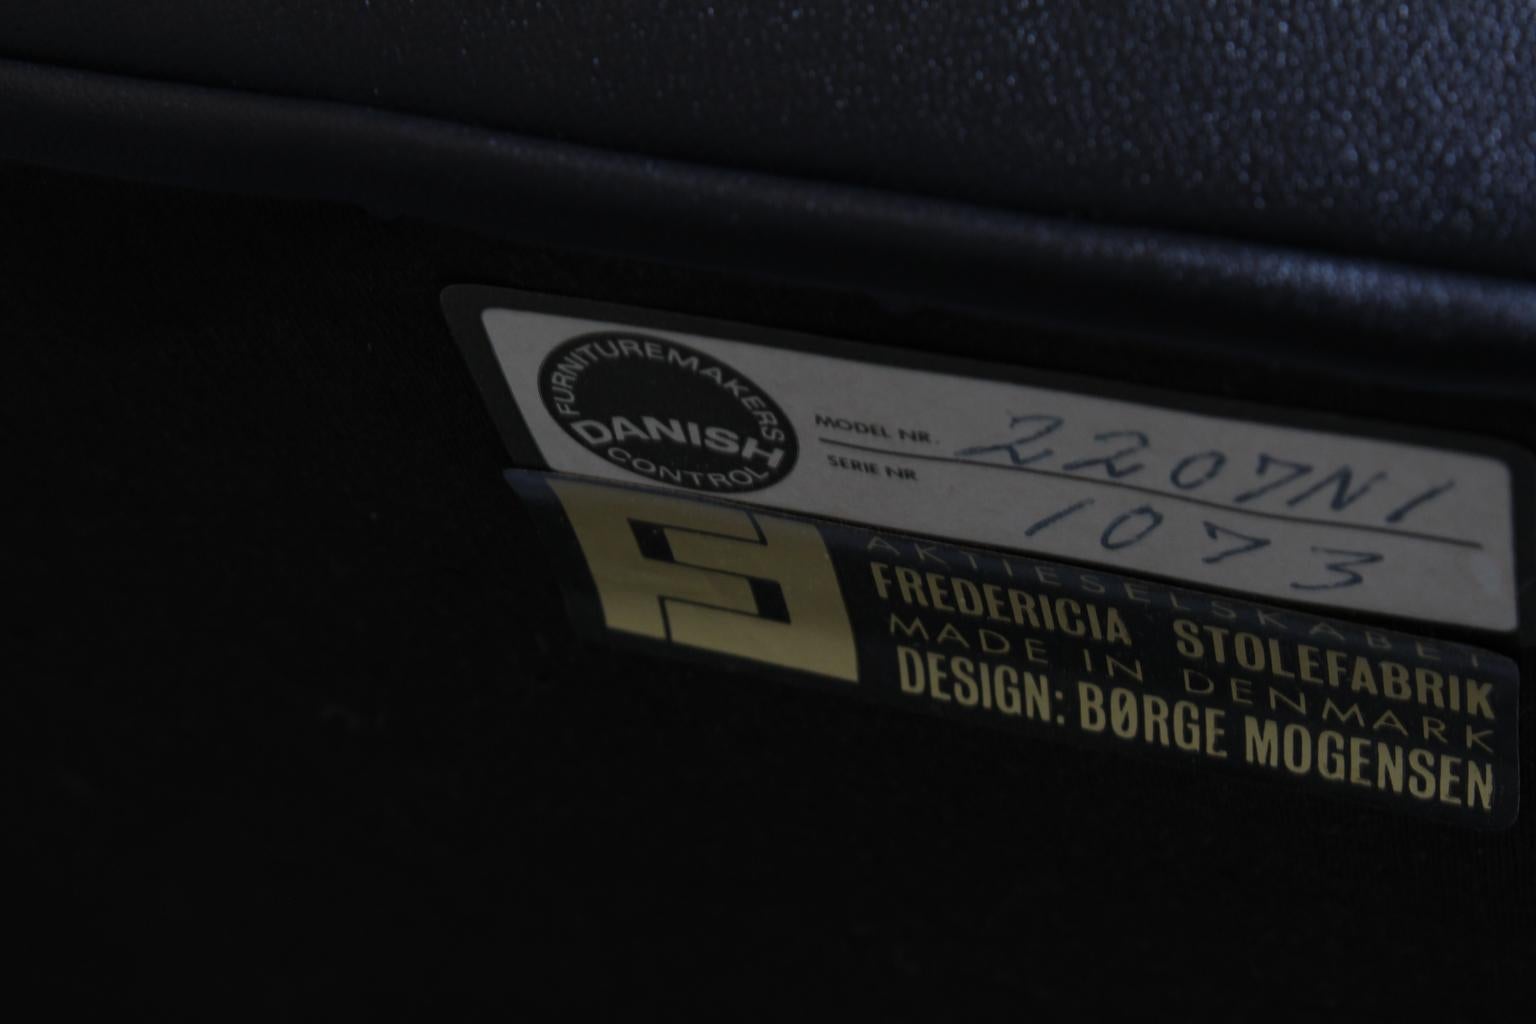 FURNITUREMAKERS
DANISH
CONTROL
MODEL NR. 2207N1
SERIE NR 1073
AKTIESELSKABET
FREDERICIA STOLEFABRIK
MADE IN DENMARK
DESIGN: BØRGE MOGENSEN